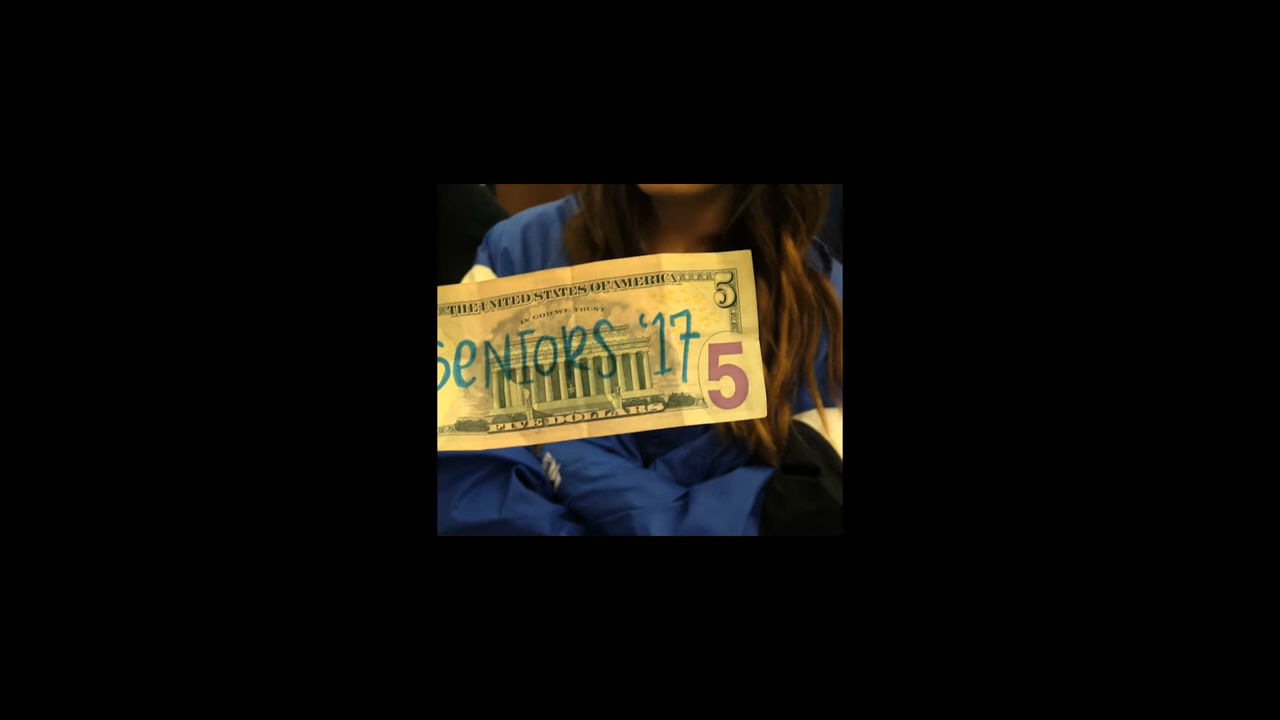 THE UNITED STATES OF AMERICA
5
IN GOD WE TRUST
SENIORS '17
5
FIVE DOLLARS